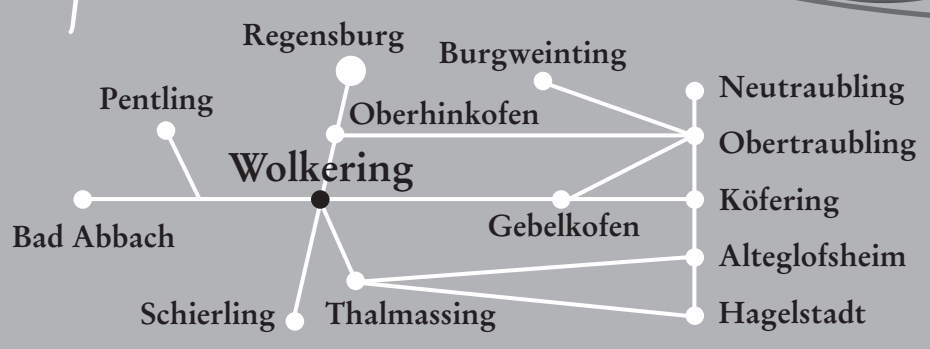 Regensburg
Burgweinting
Neutraubling
Pentling
Oberhinkofen
Obertraubling
Wolkering
Köfering
Gebelkofen
Bad Abbach
Alteglofsheim
Schierling
Thalmassing
Hagelstadt